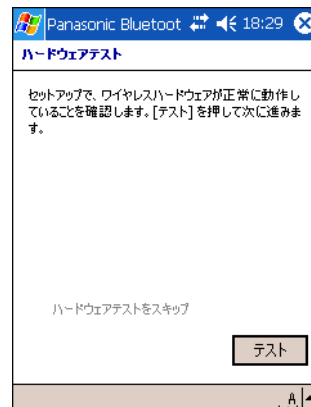 Panasonic Bluetoot 18:29
ハードウェアテスト
セットアップで、ワイヤレスハードウェアが正常に動作し
ていることを確認します。[テスト] を押して次に進みま
す。
ハードウェアテストをスキップ
テスト
A